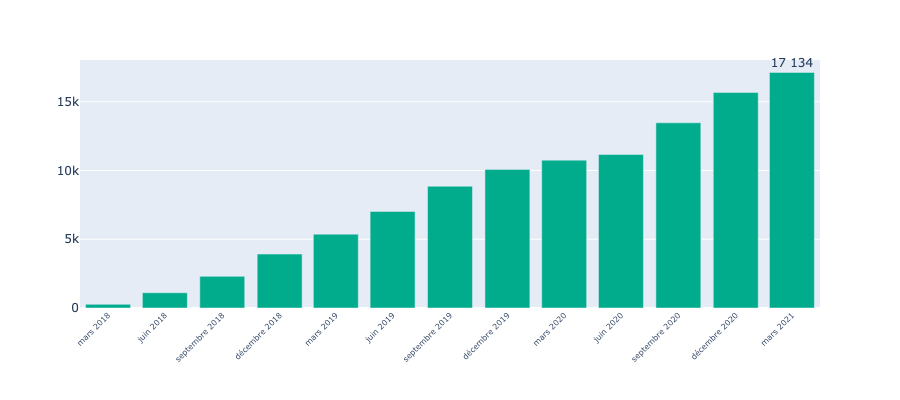 17 134
15k
10k
5k
0
mars 2018
juin 2018
septembre 2018
décembre 2018
mars 2019
juin 2019
septembre 2019
décembre 2019
mars 2020
juin 2020
septembre 2020
décembre 2020
mars 2021